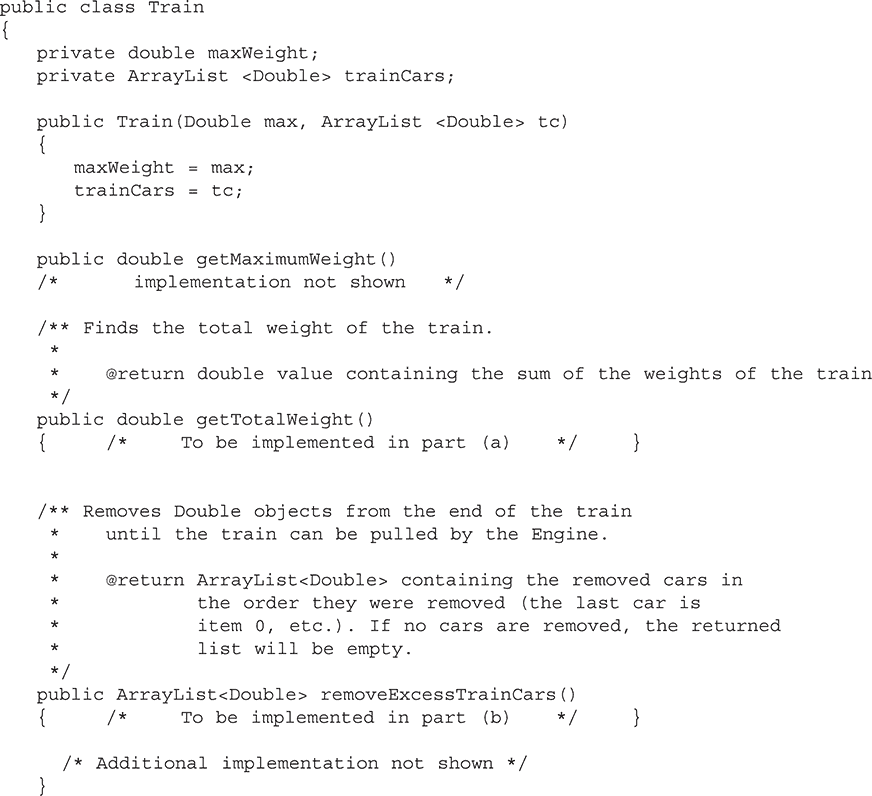 public class Train
{
private double maxWeight;
private ArrayList <Double> trainCars;
public Train(Double max, ArrayList <Double> tc)
{
maxWeight = max;
trainCars = tc;
}
public double getMaximumWeight()
/* implementation not shown */
/** Finds the total weight of the train.
*
* @return double value containing the sum of the weights of the train
*/
public double getTotalWeight()
{ /* To be implemented in part (a) */ }
/** Removes Double objects from the end of the train
* until the train can be pulled by the Engine.
*
* @return ArrayList<Double> containing the removed cars in
* the order they were removed (the last car is
* item 0, etc.). If no cars are removed, the returned
* list will be empty.
*/
public ArrayList<Double> removeExcessTrainCars()
{ /* To be implemented in part (b) */ }
/* Additional implementation not shown */
}